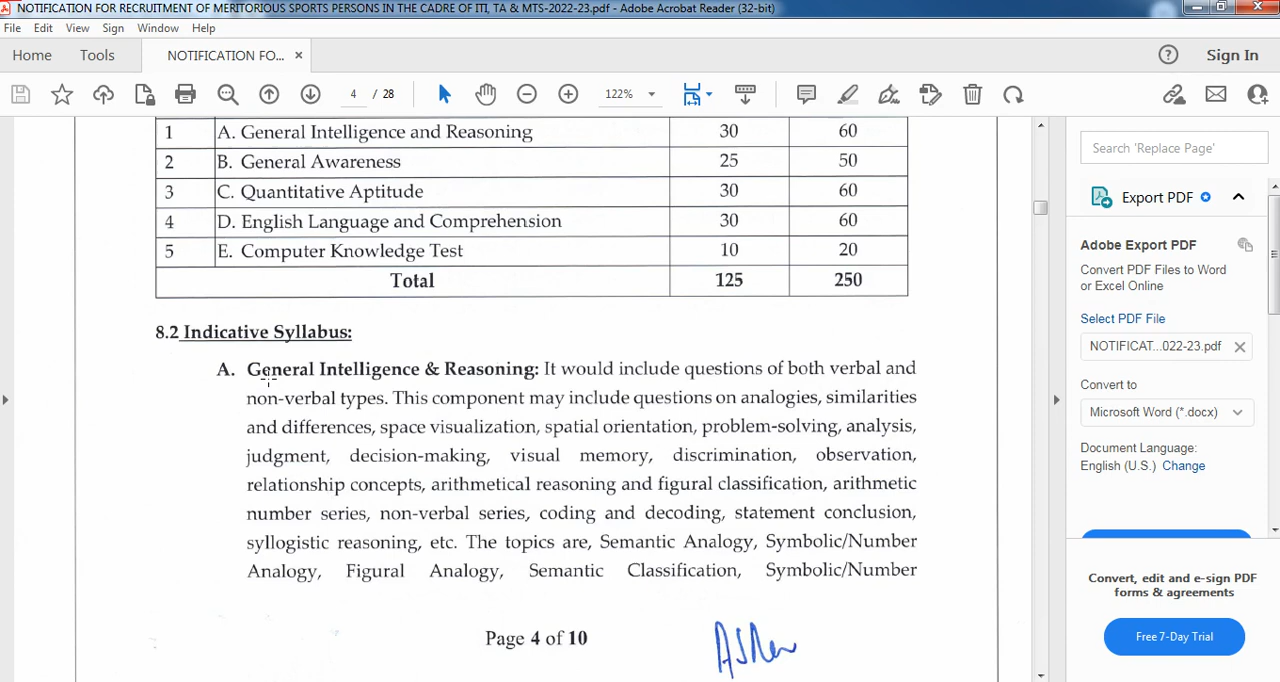 NOTIFICATION FOR RECRUITMENT OF MERITORIOUS SPORTS PERSONS IN THE CADRE OF ITI, TA & MTS-2022-23.pdf - Adobe Acrobat Reader (32-bit)
File Edit View Sign Window Help
Home Tools NOTIFICATION FO... × ? Sign In
4 / 28 122%
1 A. General Intelligence and Reasoning 30 60
2 B. General Awareness 25 50
3 C. Quantitative Aptitude 30 60
4 D. English Language and Comprehension 30 60
5 E. Computer Knowledge Test 10 20
Total 125 250
8.2 Indicative Syllabus:
A. General Intelligence & Reasoning: It would include questions of both verbal and
non-verbal types. This component may include questions on analogies, similarities
and differences, space visualization, spatial orientation, problem-solving, analysis,
judgment, decision-making, visual memory, discrimination, observation,
relationship concepts, arithmetical reasoning and figural classification, arithmetic
number series, non-verbal series, coding and decoding, statement conclusion,
syllogistic reasoning, etc. The topics are, Semantic Analogy, Symbolic/Number
Analogy, Figural Analogy, Semantic Classification, Symbolic/Number
Page 4 of 10
Search 'Replace Page'
Export PDF
Adobe Export PDF
Convert PDF Files to Word
or Excel Online
Select PDF File
NOTIFICAT...022-23.pdf
Convert to
Microsoft Word (*.docx)
Document Language:
English (U.S.) Change
Convert, edit and e-sign PDF
forms & agreements
Free 7-Day Trial